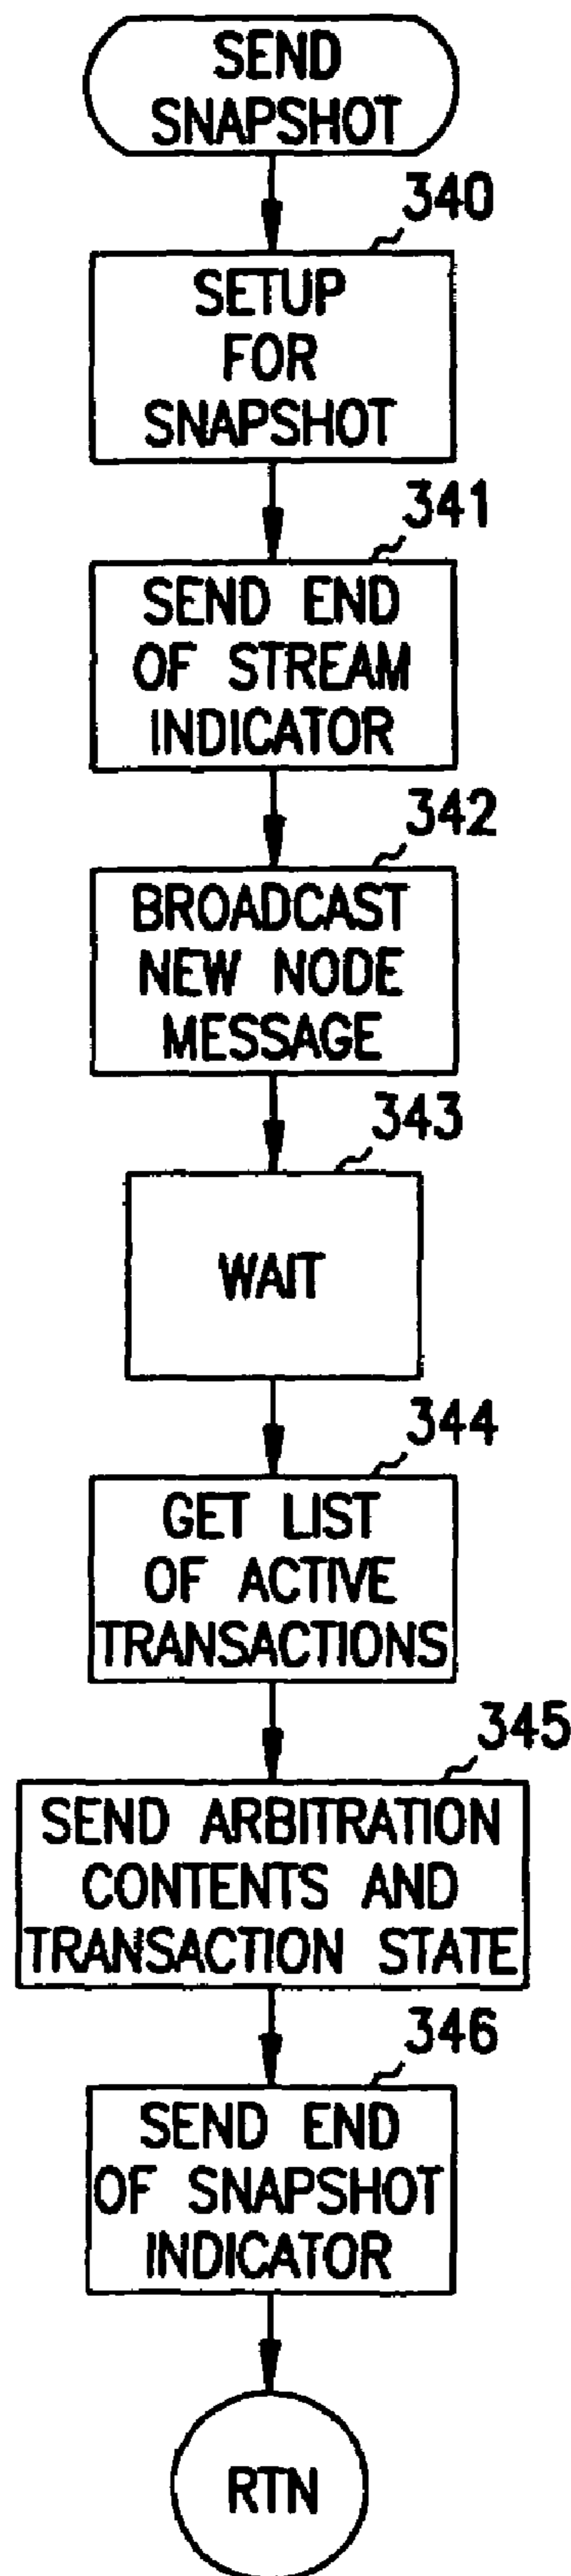 SEND
SNAPSHOT
340
SETUP
FOR
SNAPSHOT
341
SEND END
OF STREAM
INDICATOR
342
BROADCAST
NEW NODE
MESSAGE
343
WAIT
344
GET LIST
OF ACTIVE
TRANSACTIONS
345
SEND ARBITRATION
CONTENTS AND
TRANSACTION STATE
346
SEND END
OF SNAPSHOT
INDICATOR
RTN